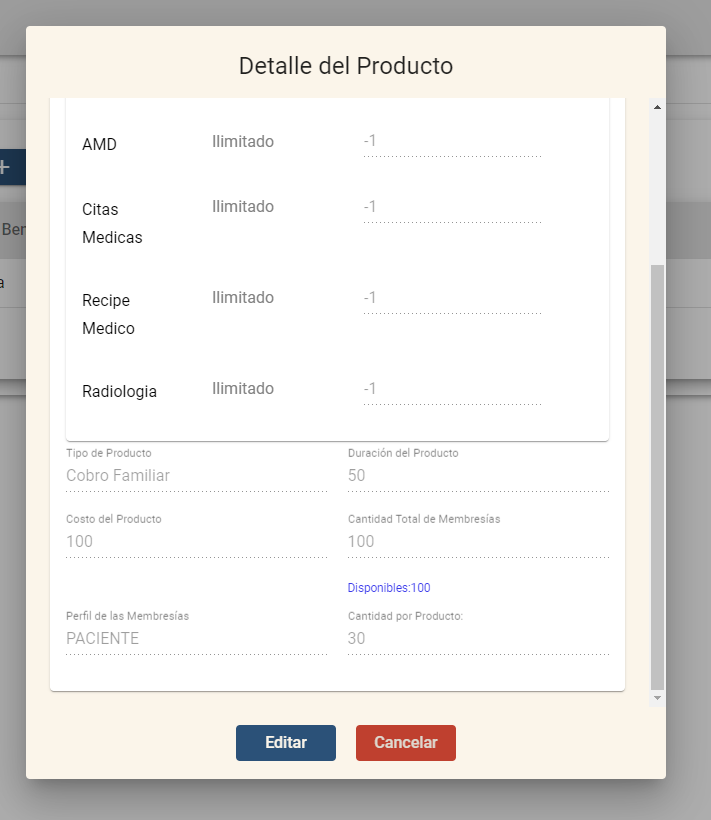 Detalle del Producto
AMD Ilimitado -1
Citas Medicas Ilimitado -1
Recipe Medico Ilimitado -1
Radiologia Ilimitado -1
Tipo de Producto Duración del Producto
Cobro Familiar 50
Costo del Producto Cantidad Total de Membresías
100 100
Disponibles:100
Perfil de las Membresías Cantidad por Producto:
PACIENTE 30
Editar Cancelar